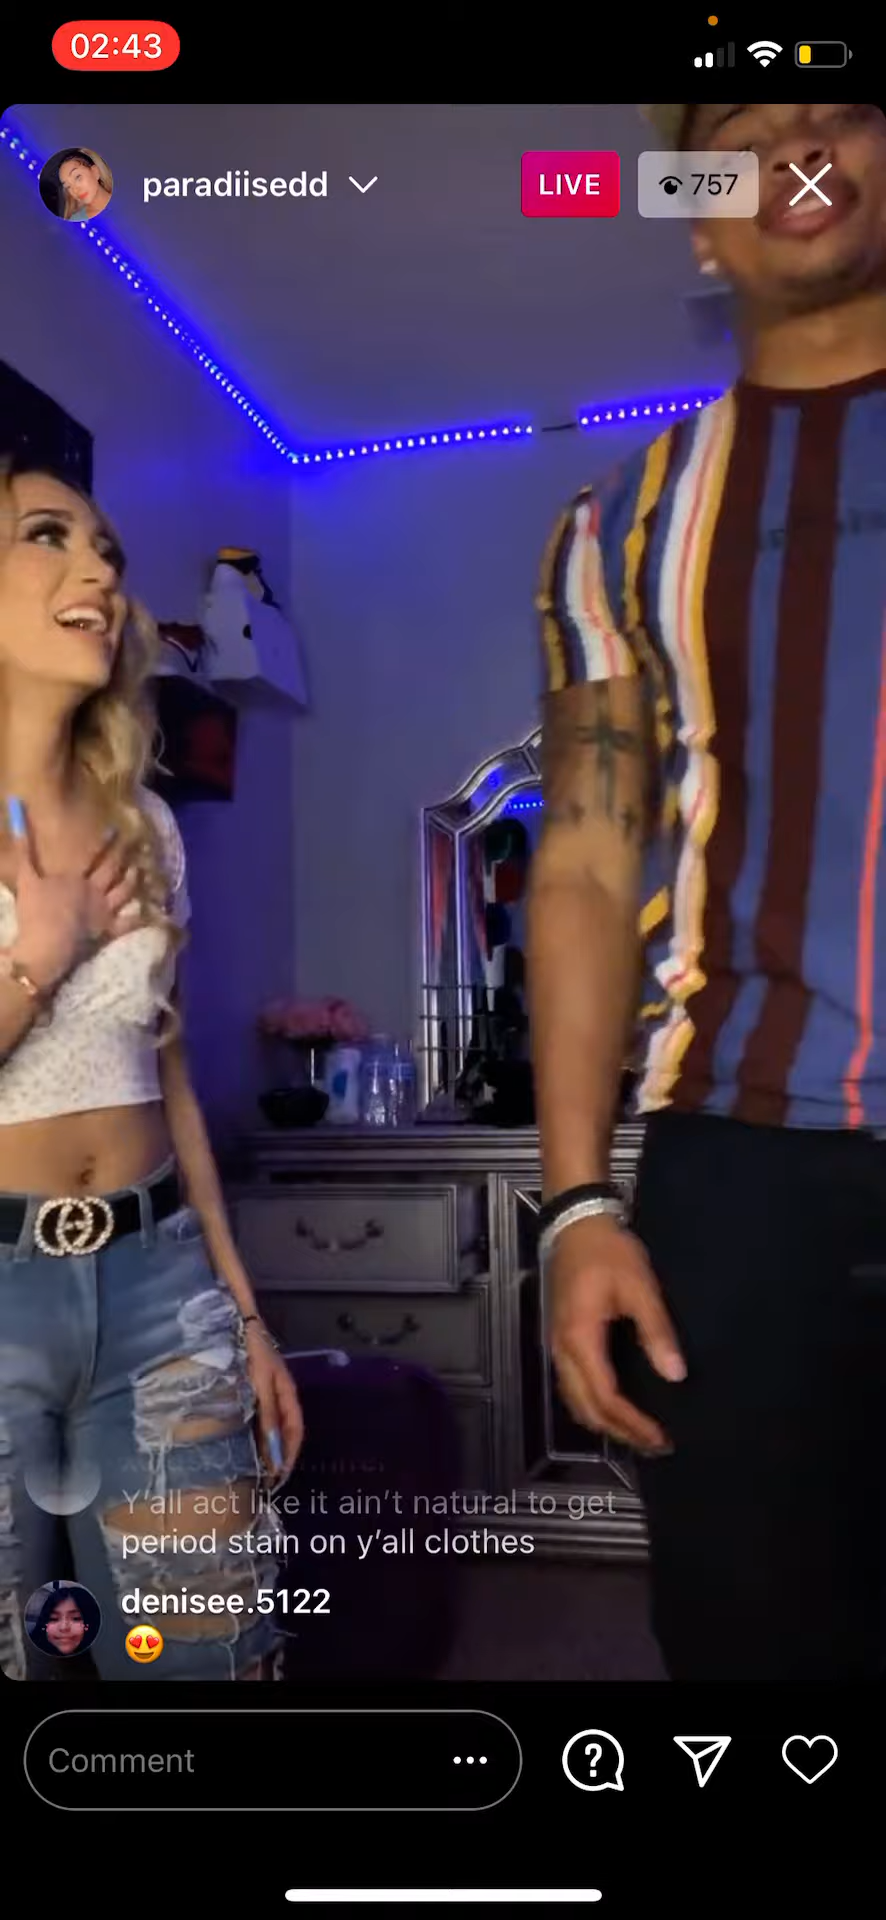 02:43
paradiisedd
LIVE
757
Y'all act like it ain't natural to get
period stain on y'all clothes
denisee.5122
😍
Comment